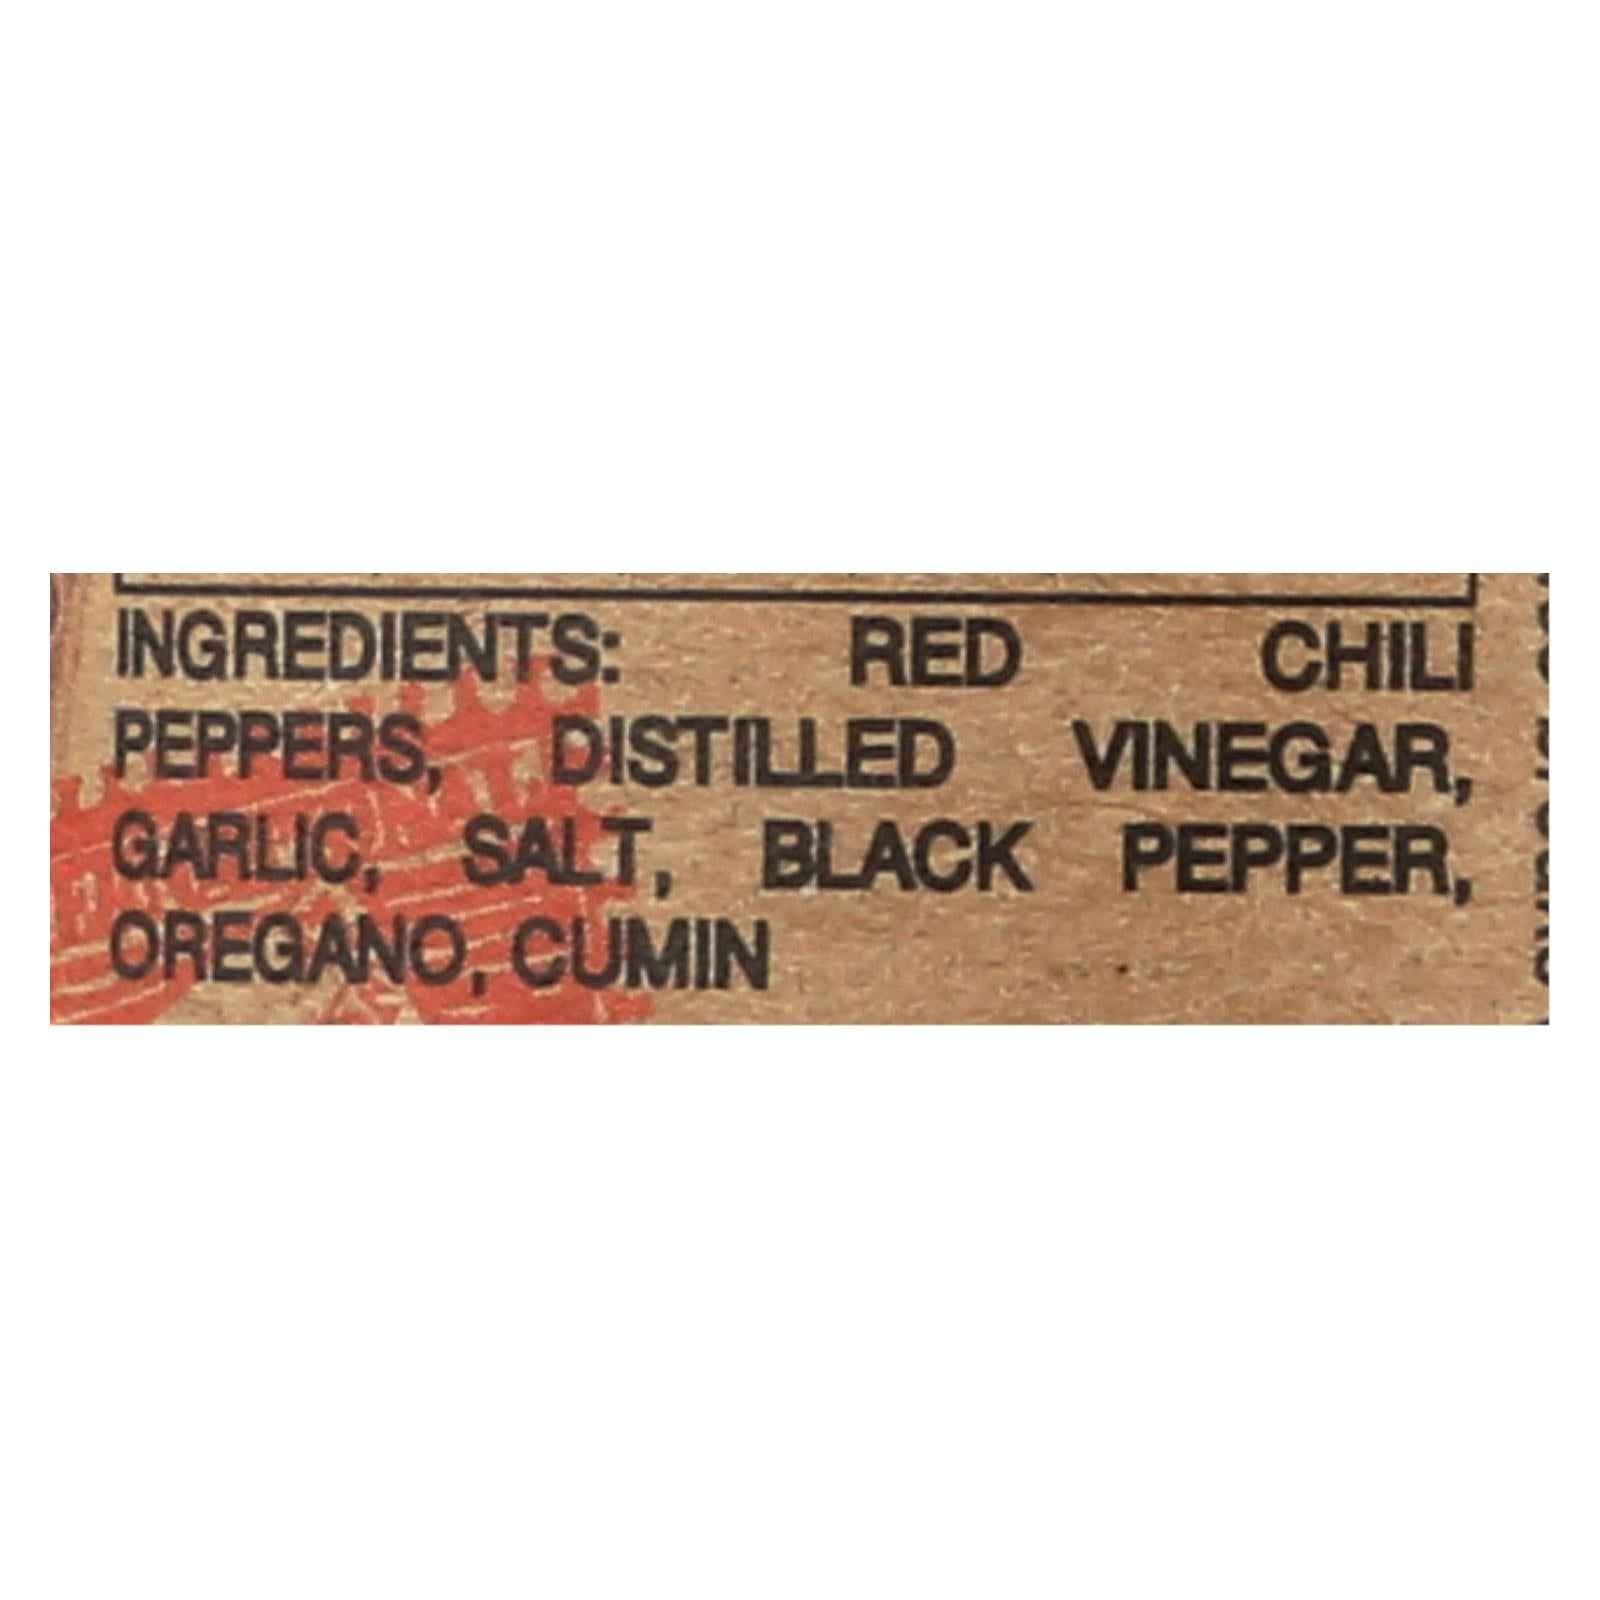 INGREDIENTS: RED CHILI
PEPPERS, DISTILLED VINEGAR,
GARLIC, SALT, BLACK PEPPER,
OREGANO, CUMIN